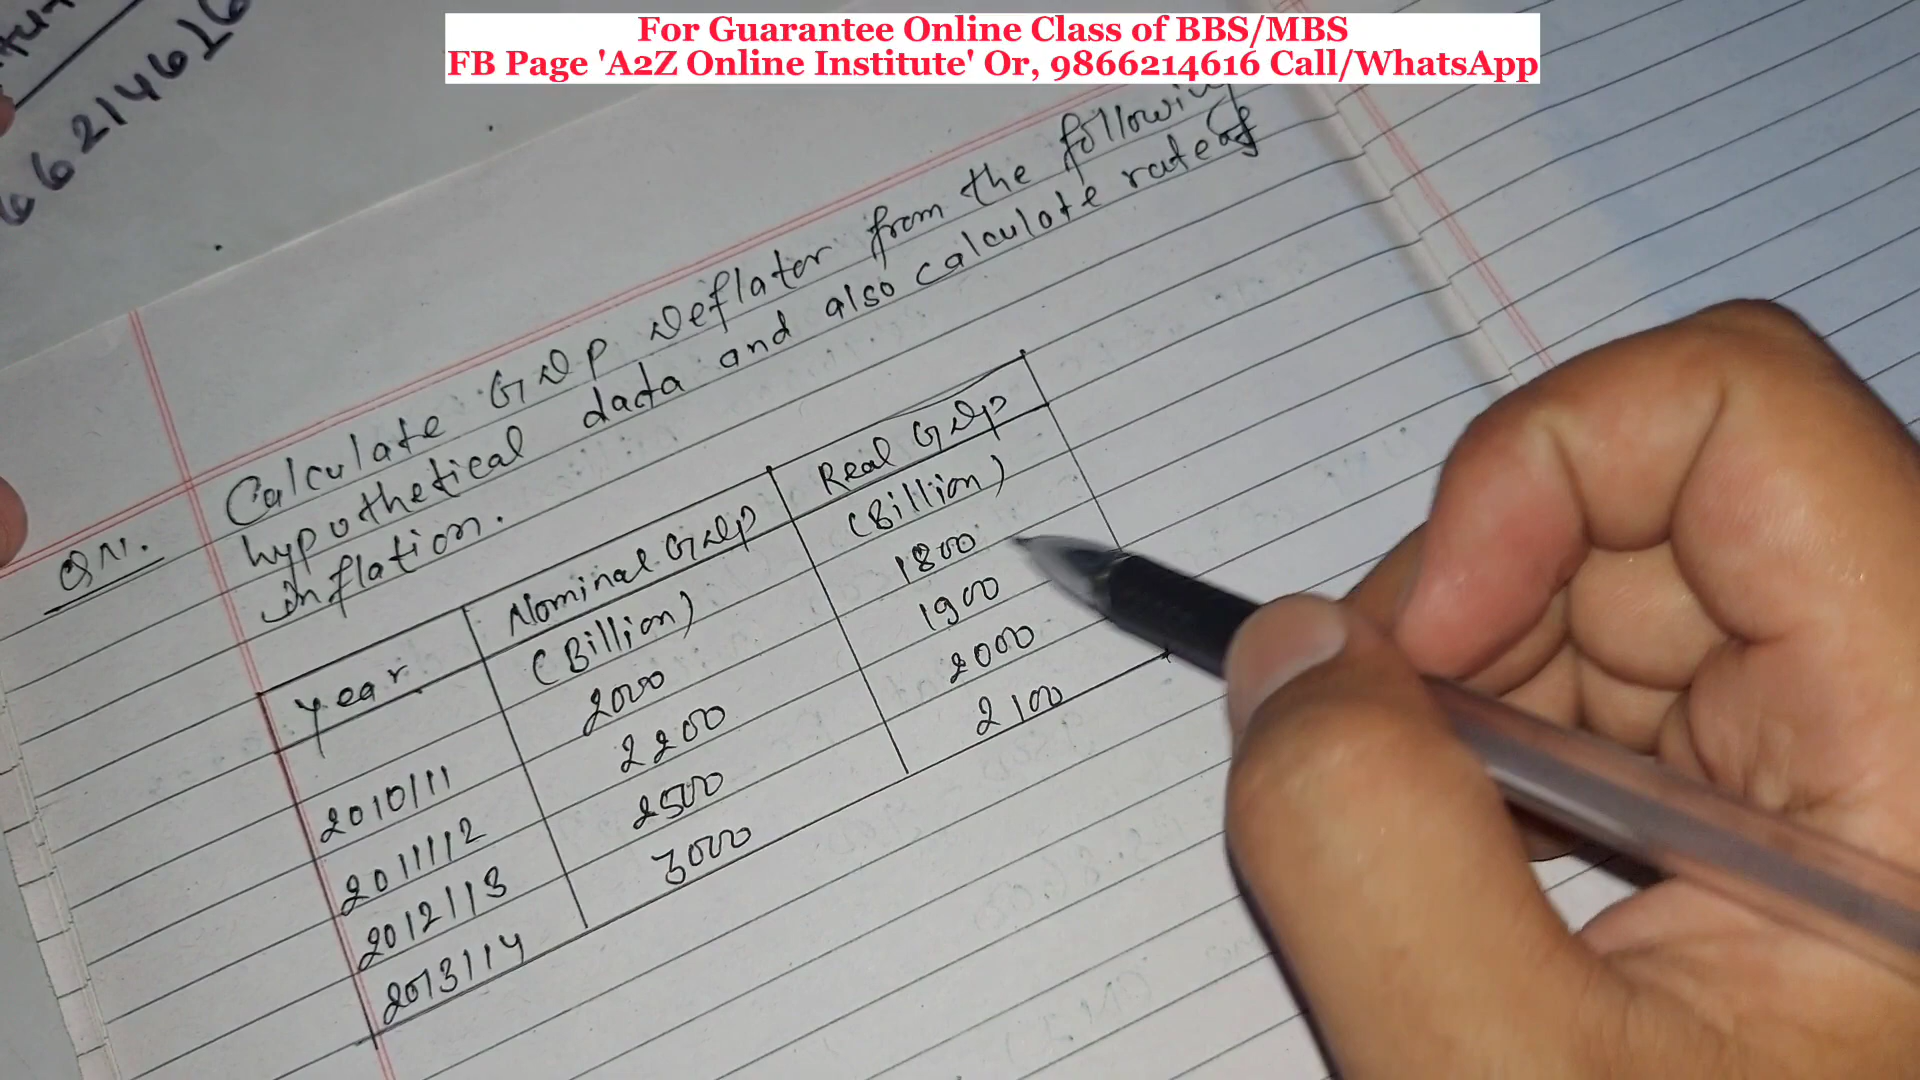 For Guarantee Online Class of BBS/MBS
FB Page 'A2Z Online Institute' Or, 9866214616 Call/WhatsApp
66214616
QN. Calculate GDP Deflator from the following
hypothetical data and also calculate rate of
inflation.
Year Nominal GDP (Billion) Real GDP (Billion)
2010/11 2000 1800
2011/12 2200 1900
2012/13 2500 2000
2013/14 3000 2100